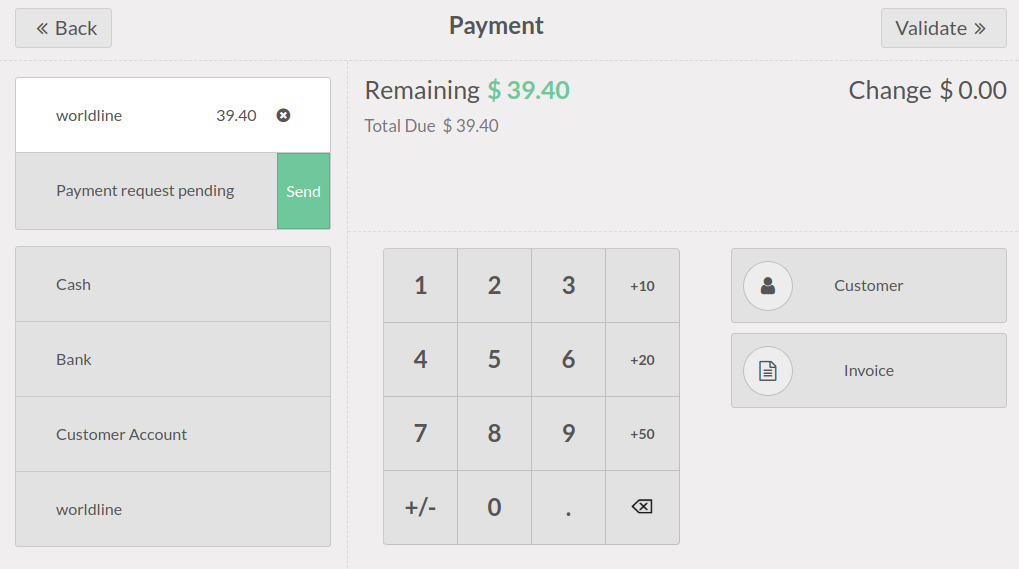 « Back
Payment
Validate »
worldline 39.40
Payment request pending Send
Cash
Bank
Customer Account
worldline
Remaining $ 39.40
Total Due $ 39.40
Change $ 0.00
1 2 3 +10
4 5 6 +20
7 8 9 +50
+/- 0 .
Customer
Invoice